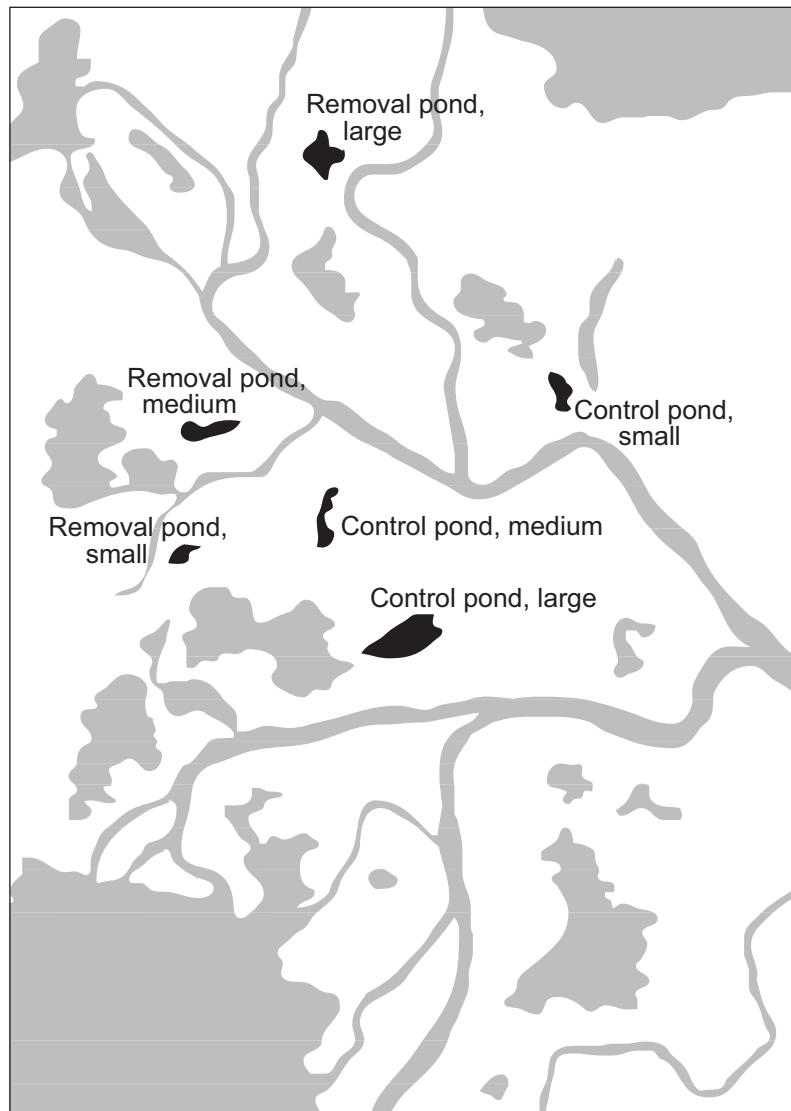 Removal pond,
large
Removal pond,
medium
Control pond,
small
Removal pond,
small
Control pond, medium
Control pond, large